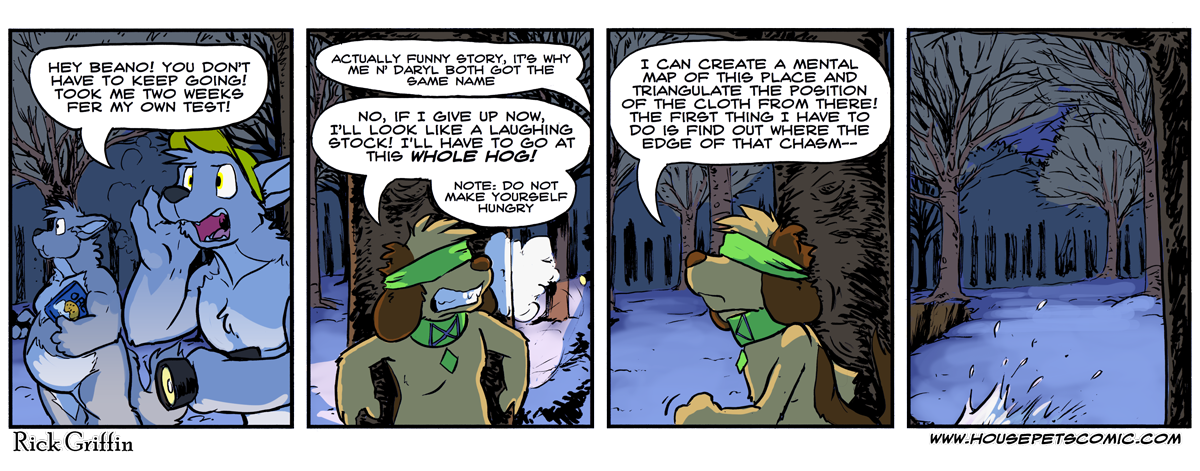 HEY BEANO! YOU DON'T
HAVE TO KEEP GOING!
TOOK ME TWO WEEKS
FER MY OWN TEST!
ACTUALLY FUNNY STORY, IT'S WHY
ME N' DARYL BOTH GOT THE
SAME NAME
NO, IF I GIVE UP NOW,
I'LL LOOK LIKE A LAUGHING
STOCK! I'LL HAVE TO GO AT
THIS WHOLE HOG!
NOTE: DO NOT
MAKE YOURSELF
HUNGRY
I CAN CREATE A MENTAL
MAP OF THIS PLACE AND
TRIANGULATE THE POSITION
OF THE CLOTH FROM THERE!
THE FIRST THING I HAVE TO
DO IS FIND OUT WHERE THE
EDGE OF THAT CHASM--
Rick Griffin
WWW.HOUSEPETSCOMIC.COM